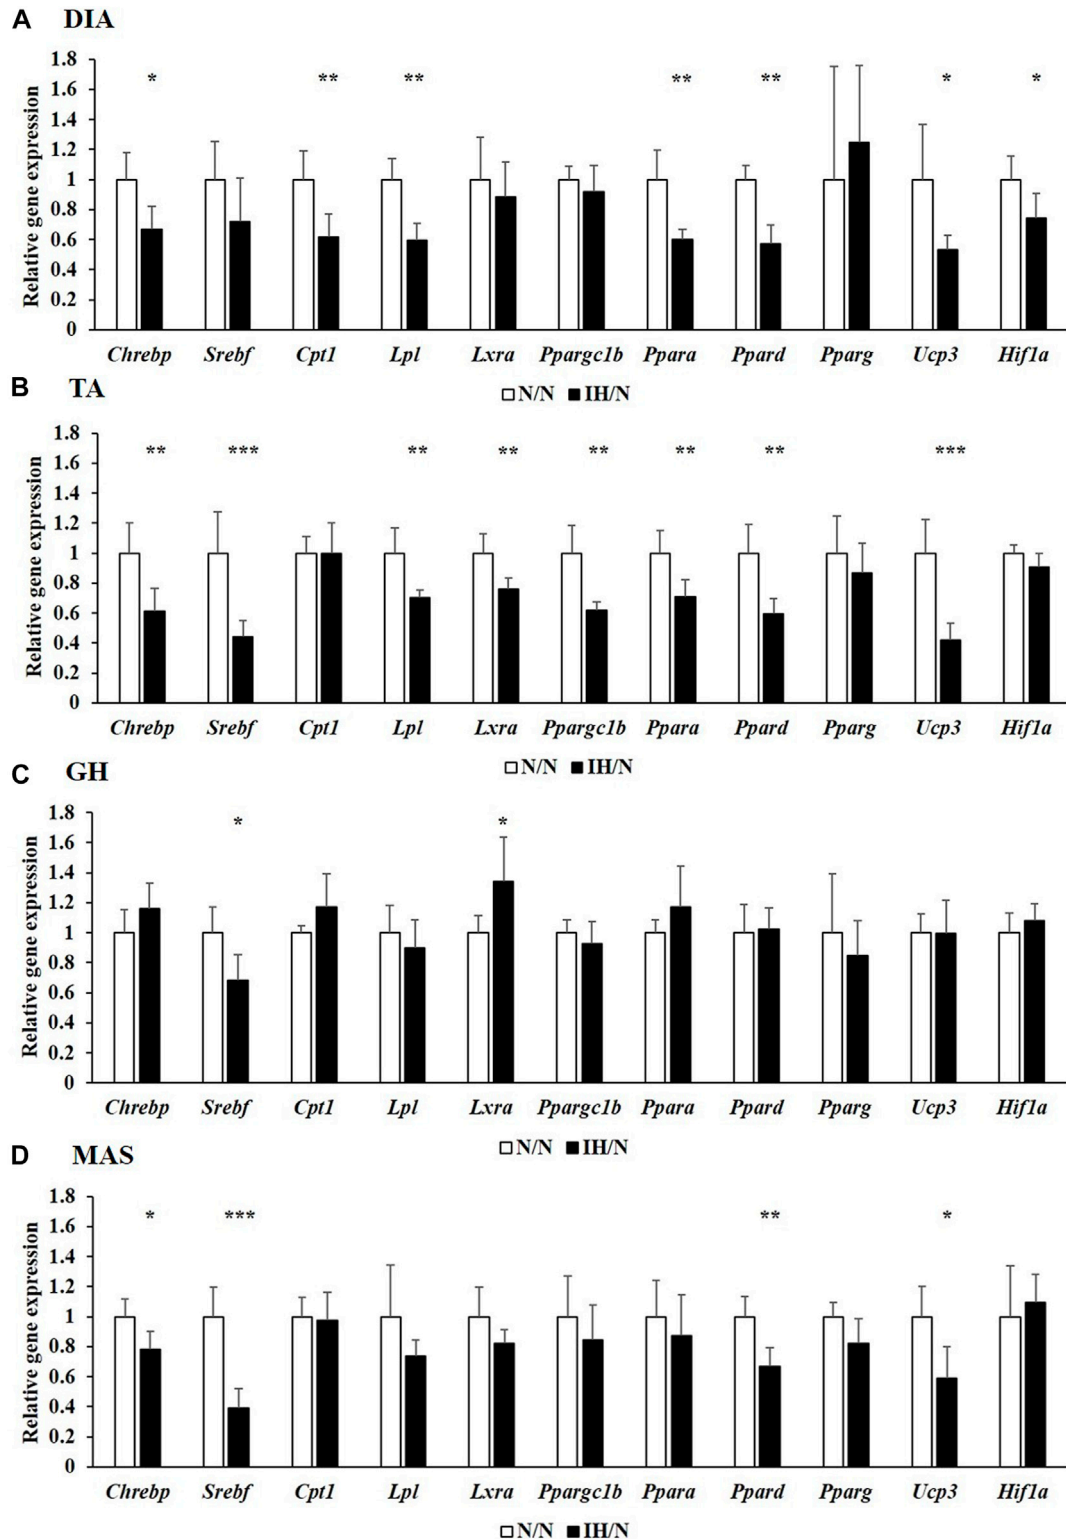 A DIA
* ** ** ** ** * *
Relative gene expression
1.8
1.6
1.4
1.2
1
0.8
0.6
0.4
0.2
0
Chrebp Srebf Cpt1 Lpl Lxra Ppargc1b Ppara Ppard Pparg Ucp3 Hif1a
N/N IH/N
B TA
** *** ** ** ** ** ** ***
Relative gene expression
1.8
1.6
1.4
1.2
1
0.8
0.6
0.4
0.2
0
Chrebp Srebf Cpt1 Lpl Lxra Ppargc1b Ppara Ppard Pparg Ucp3 Hif1a
N/N IH/N
C GH
* *
Relative gene expression
1.8
1.6
1.4
1.2
1
0.8
0.6
0.4
0.2
0
Chrebp Srebf Cpt1 Lpl Lxra Ppargc1b Ppara Ppard Pparg Ucp3 Hif1a
N/N IH/N
D MAS
* *** ** *
Relative gene expression
1.8
1.6
1.4
1.2
1
0.8
0.6
0.4
0.2
0
Chrebp Srebf Cpt1 Lpl Lxra Ppargc1b Ppara Ppard Pparg Ucp3 Hif1a
N/N IH/N